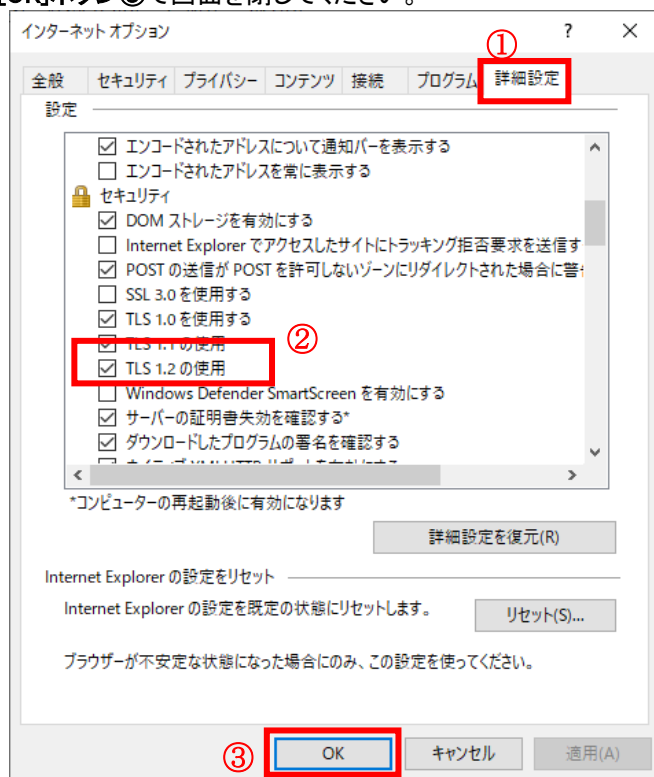 [OK]ボタン③で画面を閉じてください。
インターネット オプション ? ×
①
全般 セキュリティ プライバシー コンテンツ 接続 プログラム 詳細設定
設定
エンコードされたアドレスについて通知バーを表示する
エンコードされたアドレスを常に表示する
セキュリティ
DOM ストレージを有効にする
Internet Explorer でアクセスしたサイトにトラッキング拒否要求を送信す
POST の送信が POST を許可しないゾーンにリダイレクトされた場合に警
SSL 3.0 を使用する
TLS 1.0 を使用する
TLS 1.1 の使用
②
TLS 1.2 の使用
Windows Defender SmartScreen を有効にする
サーバーの証明書失効を確認する*
ダウンロードしたプログラムの署名を確認する
*コンピューターの再起動後に有効になります
詳細設定を復元(R)
Internet Explorer の設定をリセット
Internet Explorer の設定を既定の状態にリセットします。
リセット(S)...
ブラウザーが不安定な状態になった場合にのみ、この設定を使ってください。
③ OK キャンセル 適用(A)